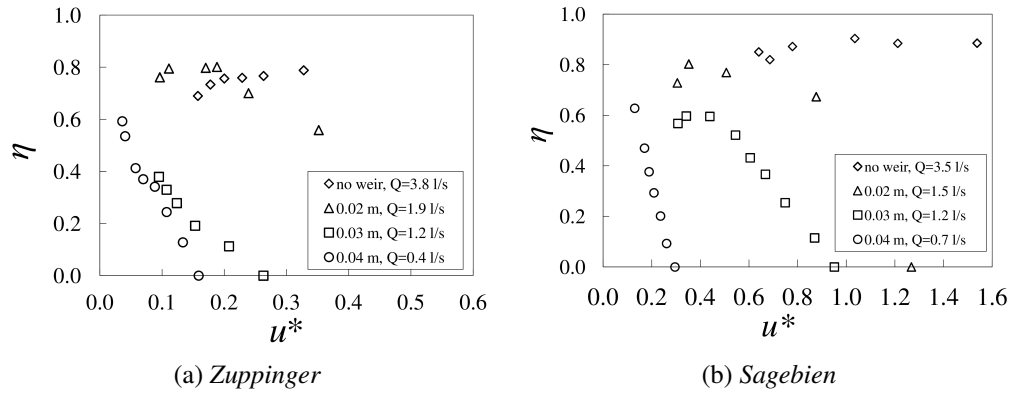 1.0
0.8
0.6
0.4
0.2
0.0
η
0.0 0.1 0.2 0.3 0.4 0.5 0.6
u*
no weir, Q=3.8 l/s
0.02 m, Q=1.9 l/s
0.03 m, Q=1.2 l/s
0.04 m, Q=0.4 l/s
(a) Zuppinger
1.0
0.8
0.6
0.4
0.2
0.0
η
0.0 0.2 0.4 0.6 0.8 1.0 1.2 1.4 1.6
u*
no weir, Q=3.5 l/s
0.02 m, Q=1.5 l/s
0.03 m, Q=1.2 l/s
0.04 m, Q=0.7 l/s
(b) Sagebien